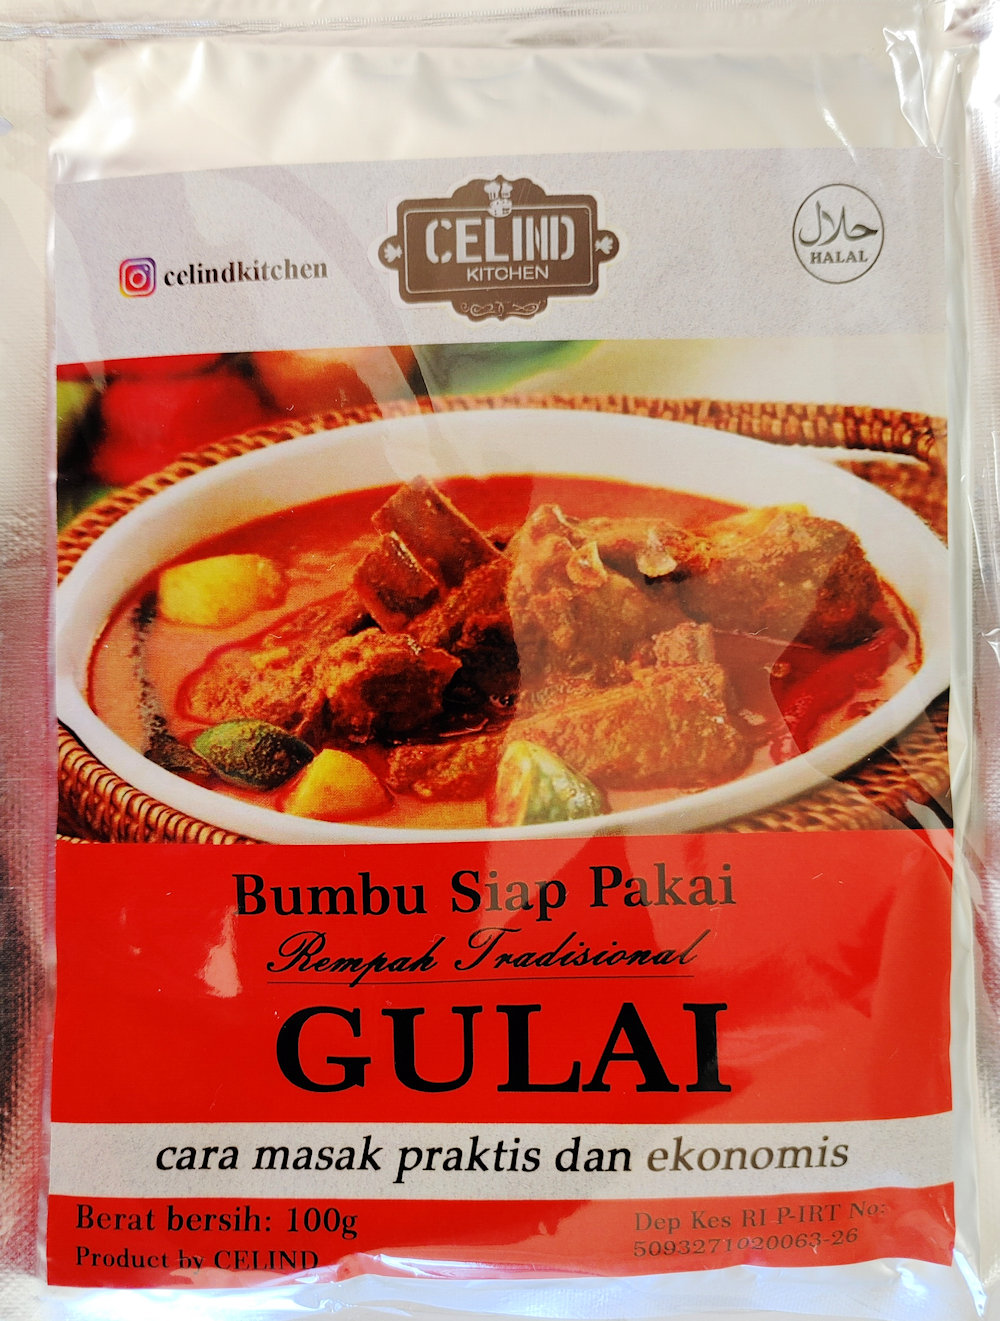 celindkitchen
CELIND
KITCHEN
حلال
HALAL
Bumbu Siap Pakai
Rempah Tradisional
GULAI
cara masak praktis dan ekonomis
Berat bersih: 100g
Product by CELIND
Dep Kes RI P-IRT No:
5093271020063-26